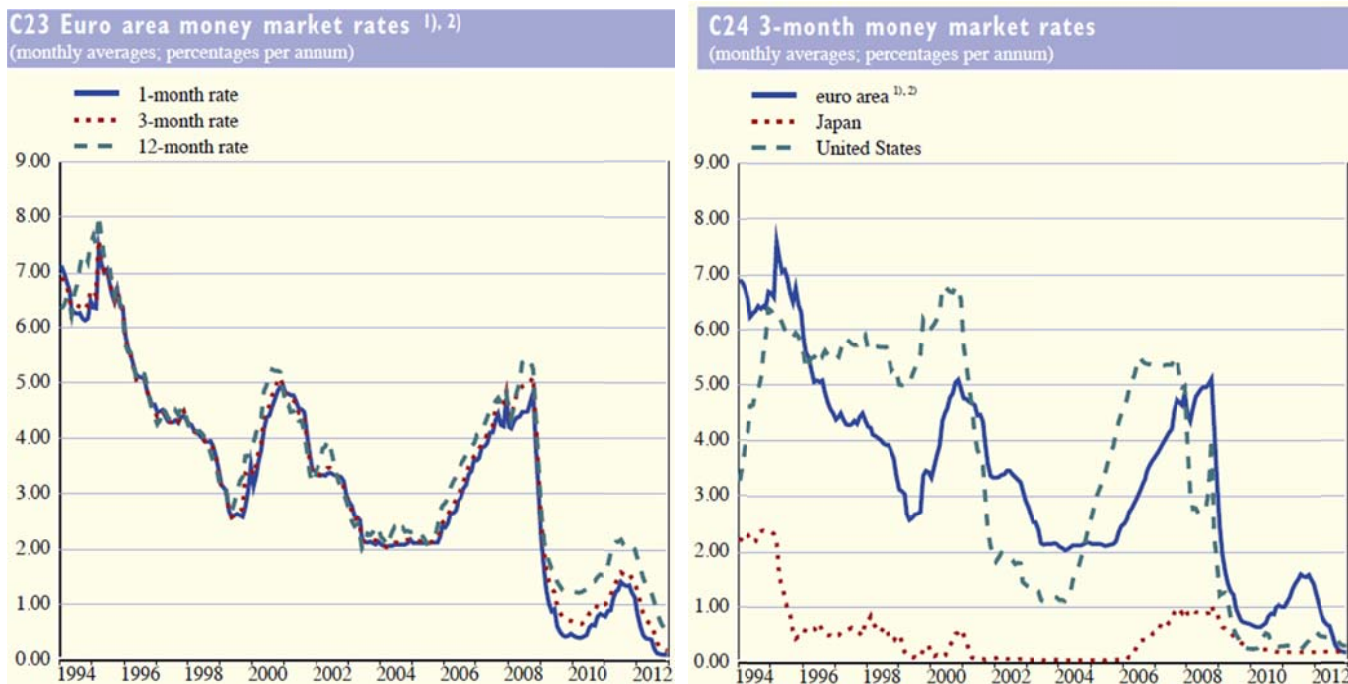 C23 Euro area money market rates 1), 2)
(monthly averages; percentages per annum)
1-month rate
3-month rate
12-month rate
9.00
8.00
7.00
6.00
5.00
4.00
3.00
2.00
1.00
0.00
1994 1996 1998 2000 2002 2004 2006 2008 2010 2012
C24 3-month money market rates
(monthly averages; percentages per annum)
euro area 1), 2)
Japan
United States
9.00
8.00
7.00
6.00
5.00
4.00
3.00
2.00
1.00
0.00
1994 1996 1998 2000 2002 2004 2006 2008 2010 2012